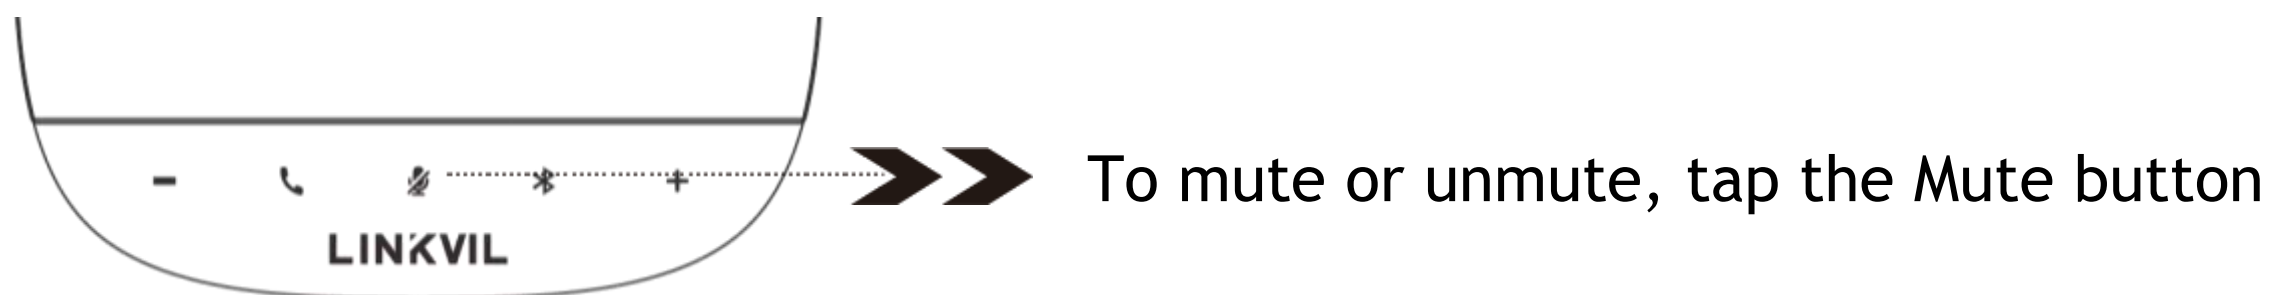 To mute or unmute, tap the Mute button
LINKVIL